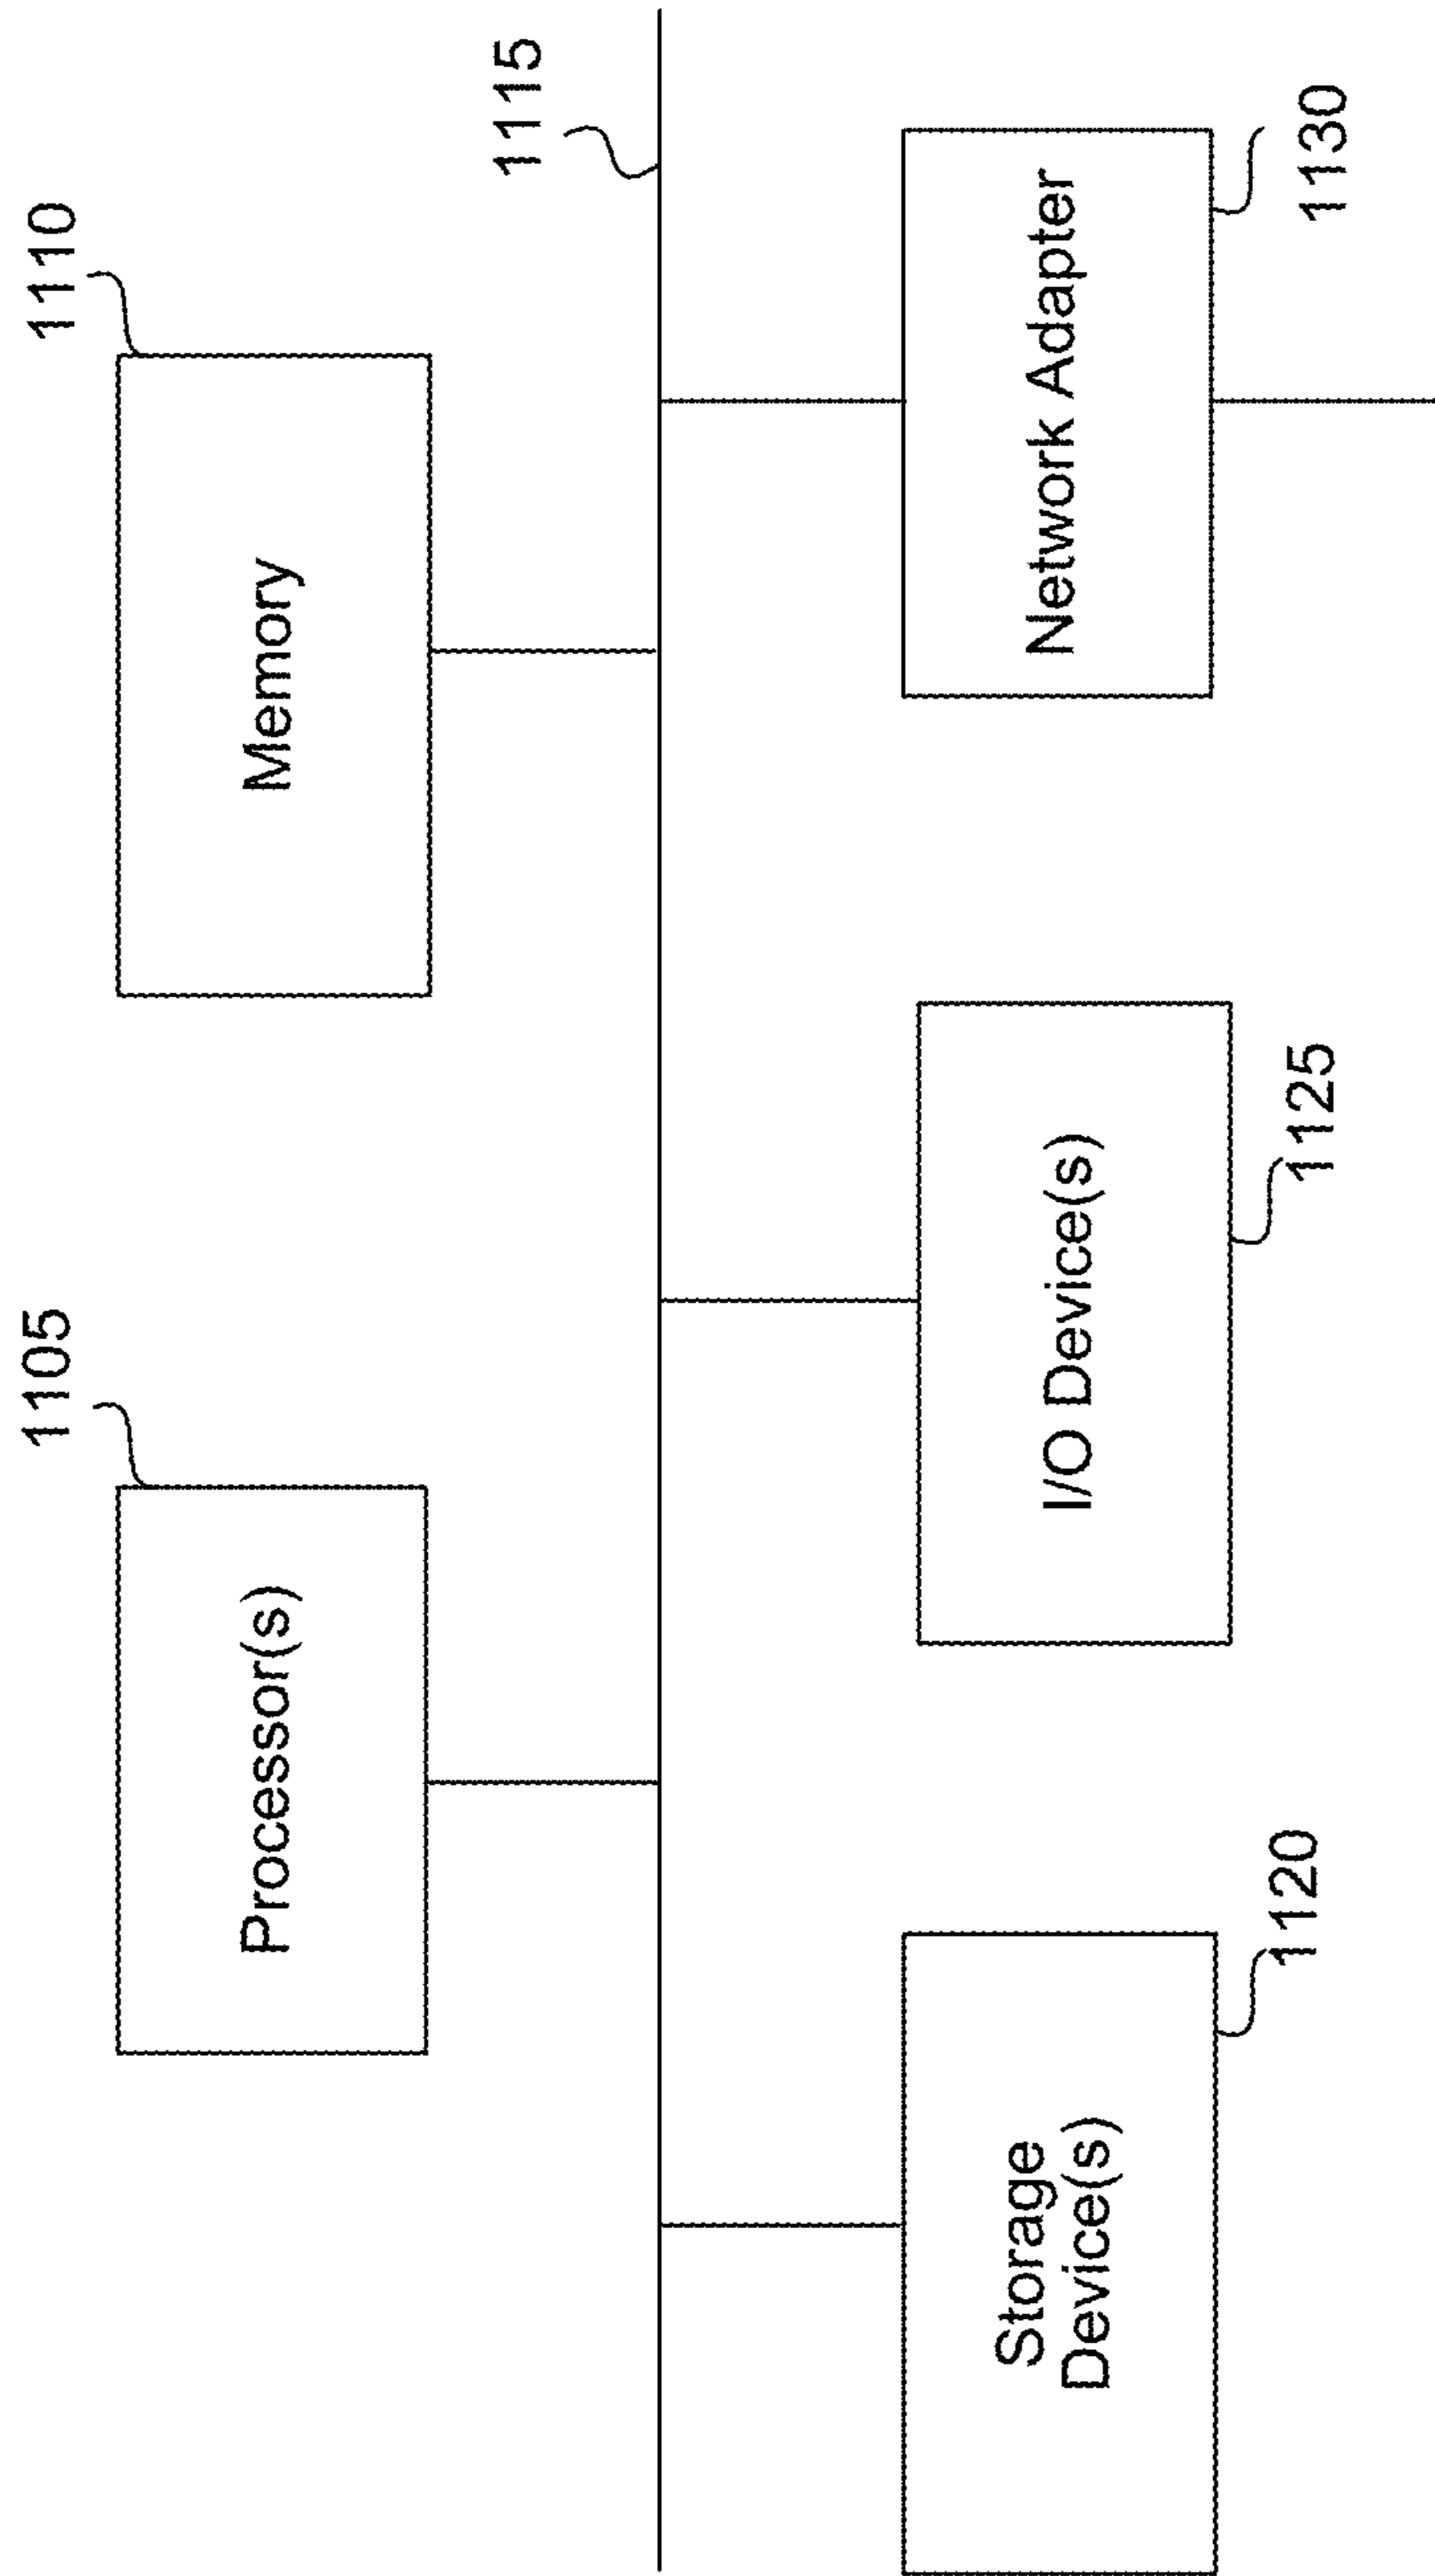 1105
1110
Processor(s)
Memory
1115
Storage
Device(s)
I/O Device(s)
Network Adapter
1120
1125
1130